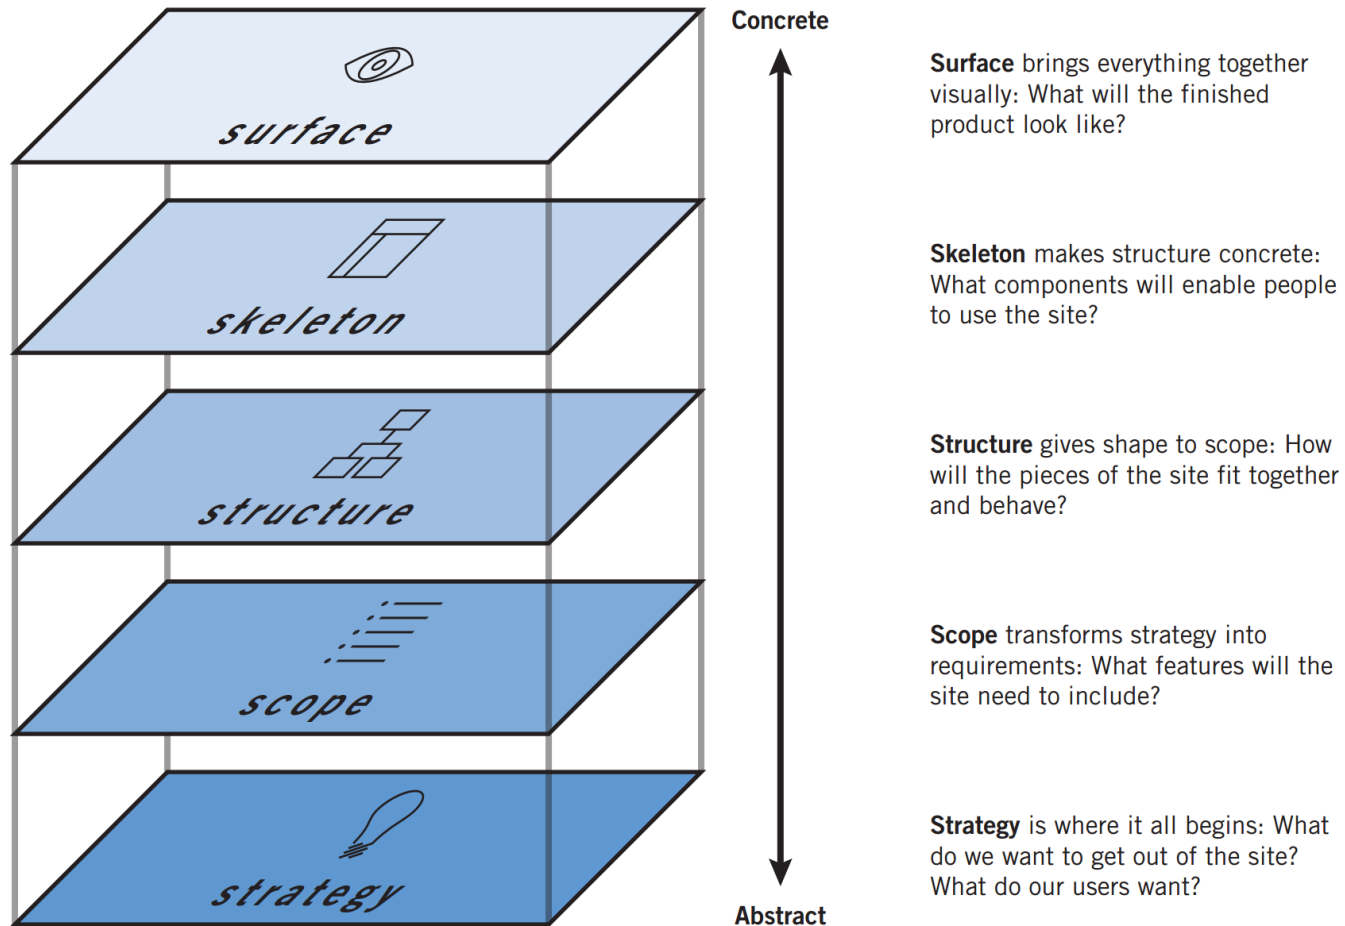 Concrete
surface
Surface brings everything together
visually: What will the finished
product look like?
skeleton
Skeleton makes structure concrete:
What components will enable people
to use the site?
structure
Structure gives shape to scope: How
will the pieces of the site fit together
and behave?
scope
Scope transforms strategy into
requirements: What features will the
site need to include?
strategy
Strategy is where it all begins: What
do we want to get out of the site?
What do our users want?
Abstract